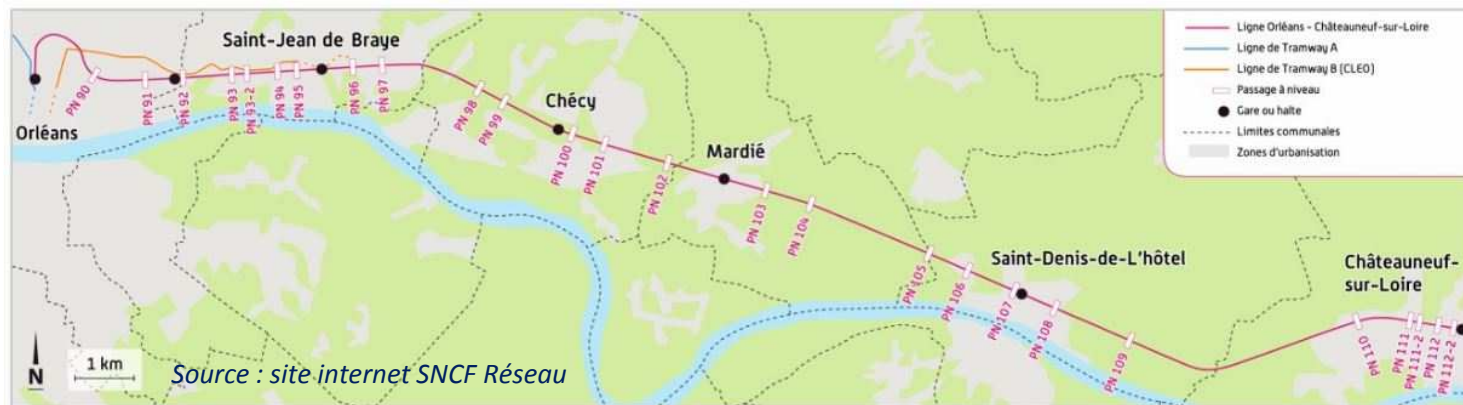 Saint-Jean de Braye
Orléans
Chécy
Mardié
Saint-Denis-de-L'hôtel
Châteauneuf-
sur-Loire
PN 90
PN 91
PN 92
PN 93
PN 93-2
PN 94
PN 95
PN 96
PN 97
PN 98
PN 99
PN 100
PN 101
PN 102
PN 103
PN 104
PN 105
PN 106
PN 107
PN 108
PN 109
PN 110
PN 111
PN 111-2
PN 112
PN 112-2
Ligne Orléans - Châteauneuf-sur-Loire
Ligne de Tramway A
Ligne de Tramway B (CLEO)
Passage à niveau
Gare ou halte
Limites communales
Zones d'urbanisation
N
1 km
Source : site internet SNCF Réseau